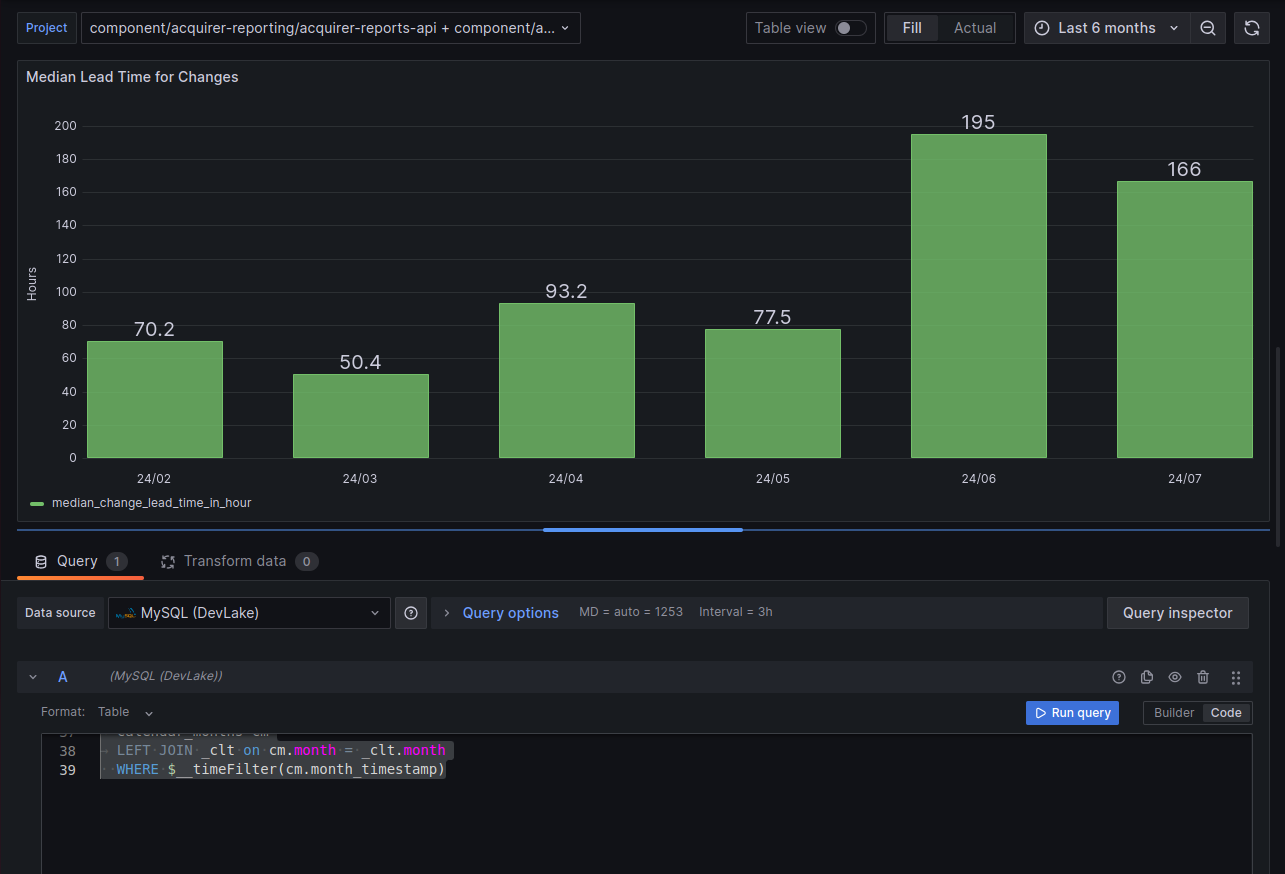 Project component/acquirer-reporting/acquirer-reports-api + component/a... Table view Fill Actual Last 6 months
Median Lead Time for Changes
200
180
160
140
120
100
80
60
40
20
0
Hours
70.2
50.4
93.2
77.5
195
166
24/02 24/03 24/04 24/05 24/06 24/07
median_change_lead_time_in_hour
Query 1 Transform data 0
Data source MySQL (DevLake) Query options MD = auto = 1253 Interval = 3h Query inspector
A (MySQL (DevLake))
Format: Table Run query Builder Code
37 calendar_months cm
38 LEFT JOIN _clt on cm.month = _clt.month
39 WHERE $__timeFilter(cm.month_timestamp)